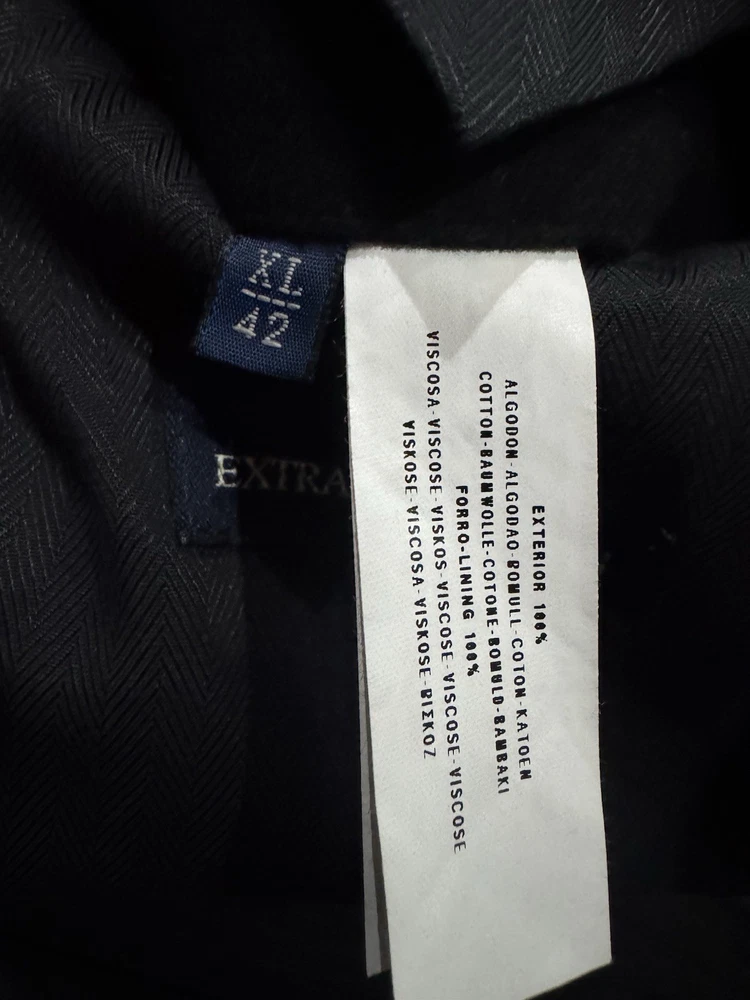 XL
42
EXTRA
EXTERIOR 100%
ALGODON-ALGODAO-BOMULL-COTON-KATOEN
COTTON-BAUMWOLLE-COTONE-BOMULD-BAMBAKI
FORRO-LINING 100%
VISCOSA-VISCOSE-VISKOS-VISCOSE-VISCOSE-VISCOSE
VISKOSE-VISCOSA-VISKOSE-ΒΙΣΚΟΖ